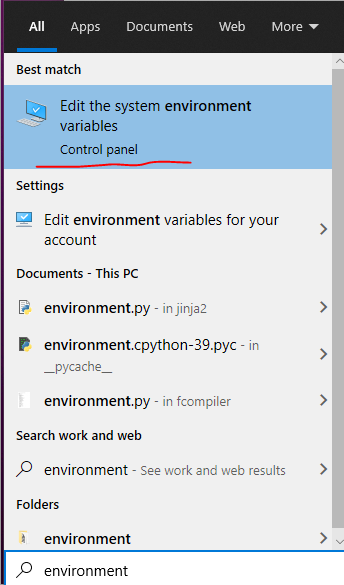 All Apps Documents Web More
Best match
Edit the system environment
variables
Control panel
Settings
Edit environment variables for your
account
Documents - This PC
environment.py - in jinja2
environment.cpython-39.pyc - in
__pycache__
environment.py - in fcompiler
Search work and web
environment - See work and web results
Folders
environment
environment